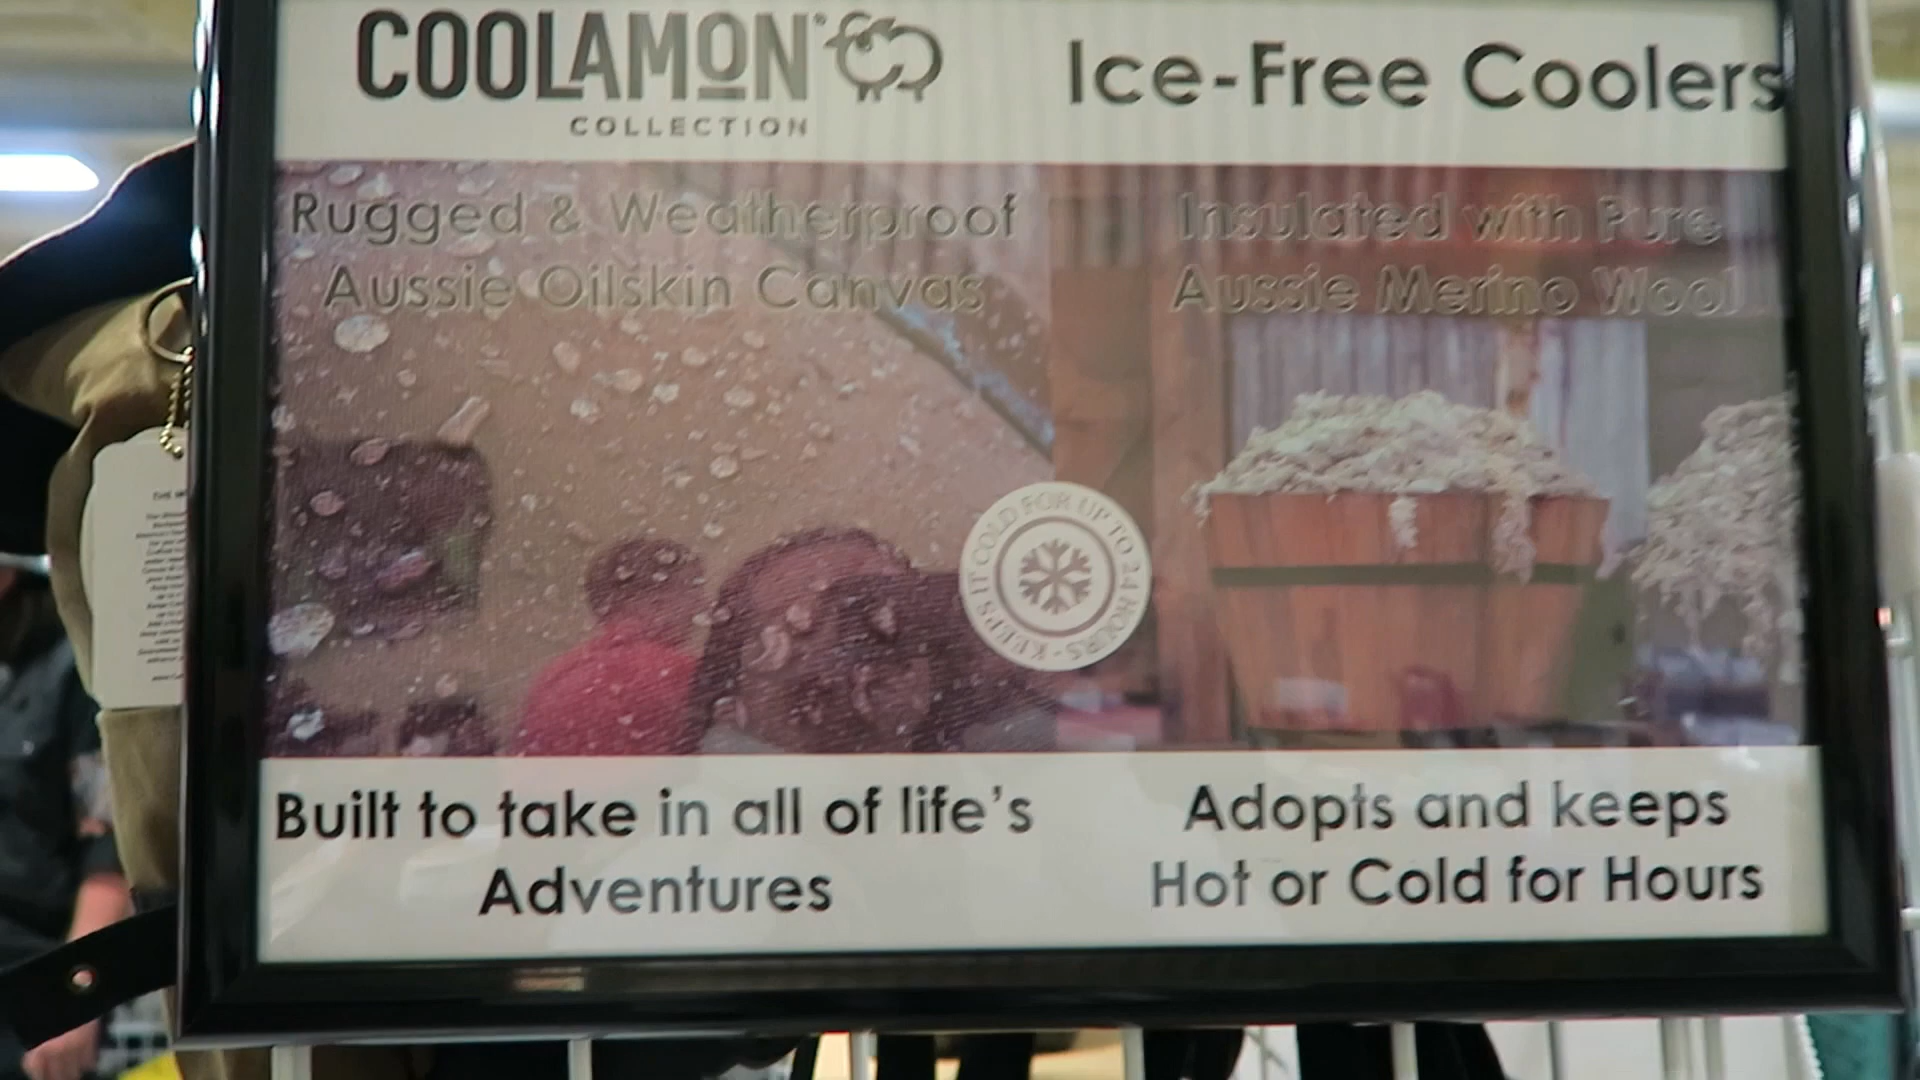 COOLAMON®
COLLECTION
Ice-Free Coolers
Rugged & Weatherproof
Aussie Oilskin Canvas
Insulated with Pure
Aussie Merino Wool
KEEPS IT COLD FOR UP TO 24 HOURS -
Built to take in all of life's
Adventures
Adopts and keeps
Hot or Cold for Hours